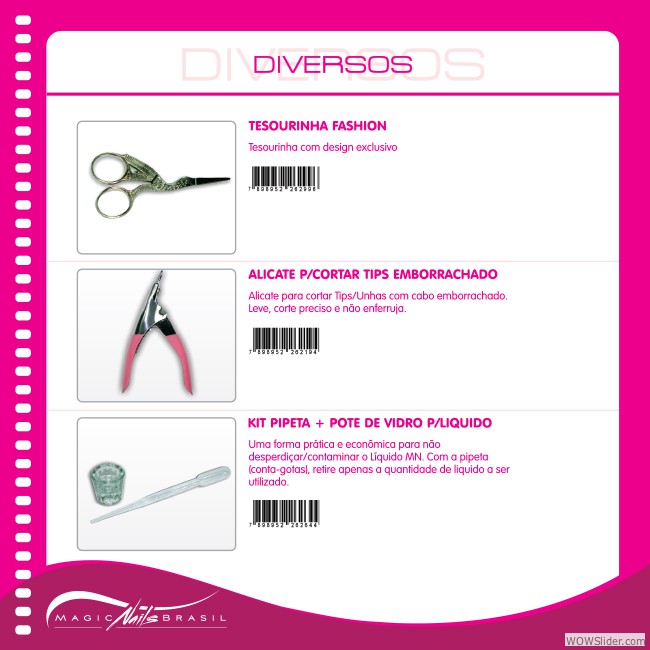 DIVERSOS
DIVERSOS
TESOURINHA FASHION
Tesourinha com design exclusivo
7 898952 262996
ALICATE P/CORTAR TIPS EMBORRACHADO
Alicate para cortar Tips/Unhas com cabo emborrachado.
Leve, corte preciso e não enferruja.
7 898952 262194
KIT PIPETA + POTE DE VIDRO P/LIQUIDO
Uma forma prática e econômica para não
desperdiçar/contaminar o Líquido MN. Com a pipeta
(conta-gotas), retire apenas a quantidade de liquido a ser
utilizado.
7 898952 262644
MAGIC Nails BRASIL
WOWSlider.com